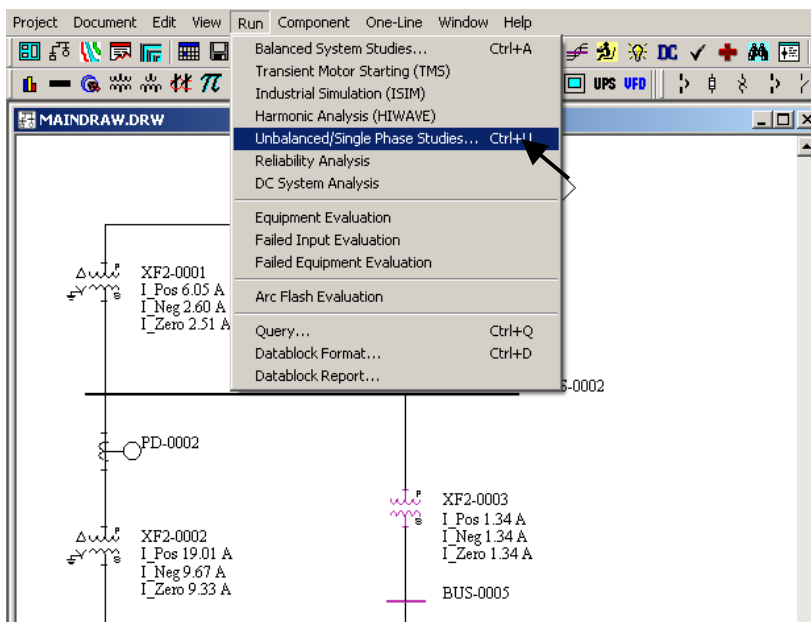 Project Document Edit View Run Component One-Line Window Help
DC
UPS VFD
MAINDRAW.DRW
Balanced System Studies... Ctrl+A
Transient Motor Starting (TMS)
Industrial Simulation (ISIM)
Harmonic Analysis (HIWAVE)
Unbalanced/Single Phase Studies... Ctrl+U
Reliability Analysis
DC System Analysis
Equipment Evaluation
Failed Input Evaluation
Failed Equipment Evaluation
Arc Flash Evaluation
Query... Ctrl+Q
Datablock Format... Ctrl+D
Datablock Report...
P
S
XF2-0001
I_Pos 6.05 A
I_Neg 2.60 A
I_Zero 2.51 A
S-0002
PD-0002
P
S
XF2-0002
I_Pos 19.01 A
I_Neg 9.67 A
I_Zero 9.33 A
P
S
XF2-0003
I_Pos 1.34 A
I_Neg 1.34 A
I_Zero 1.34 A
BUS-0005